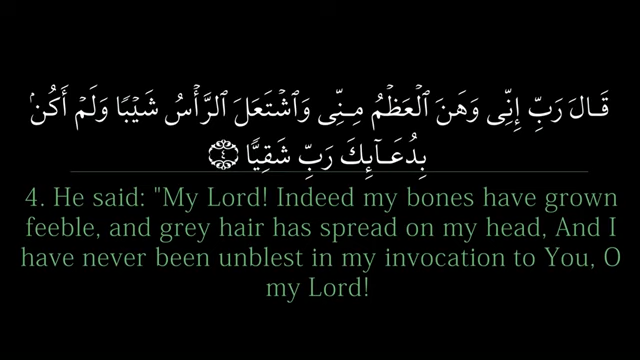 قَالَ رَبِّ إِنِّى وَهَنَ ٱلْعَظْمُ مِنِّى وَٱشْتَعَلَ ٱلرَّأْسُ شَيْبًا وَلَمْ أَكُنۢ
بِدُعَآئِكَ رَبِّ شَقِيًّا ۝٤
4. He said: "My Lord! Indeed my bones have grown
feeble, and grey hair has spread on my head, And I
have never been unblest in my invocation to You, O
my Lord!